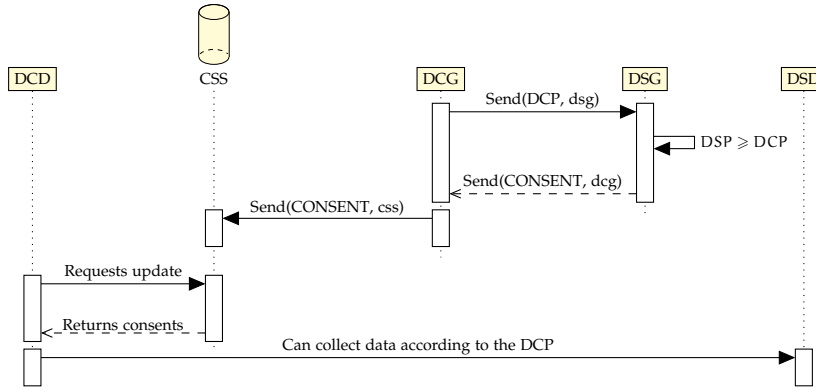 DCD
CSS
DCG
DSG
DSD
Send(DCP, dsg)
DSP ⩾ DCP
Send(CONSENT, dcg)
Send(CONSENT, css)
Requests update
Returns consents
Can collect data according to the DCP